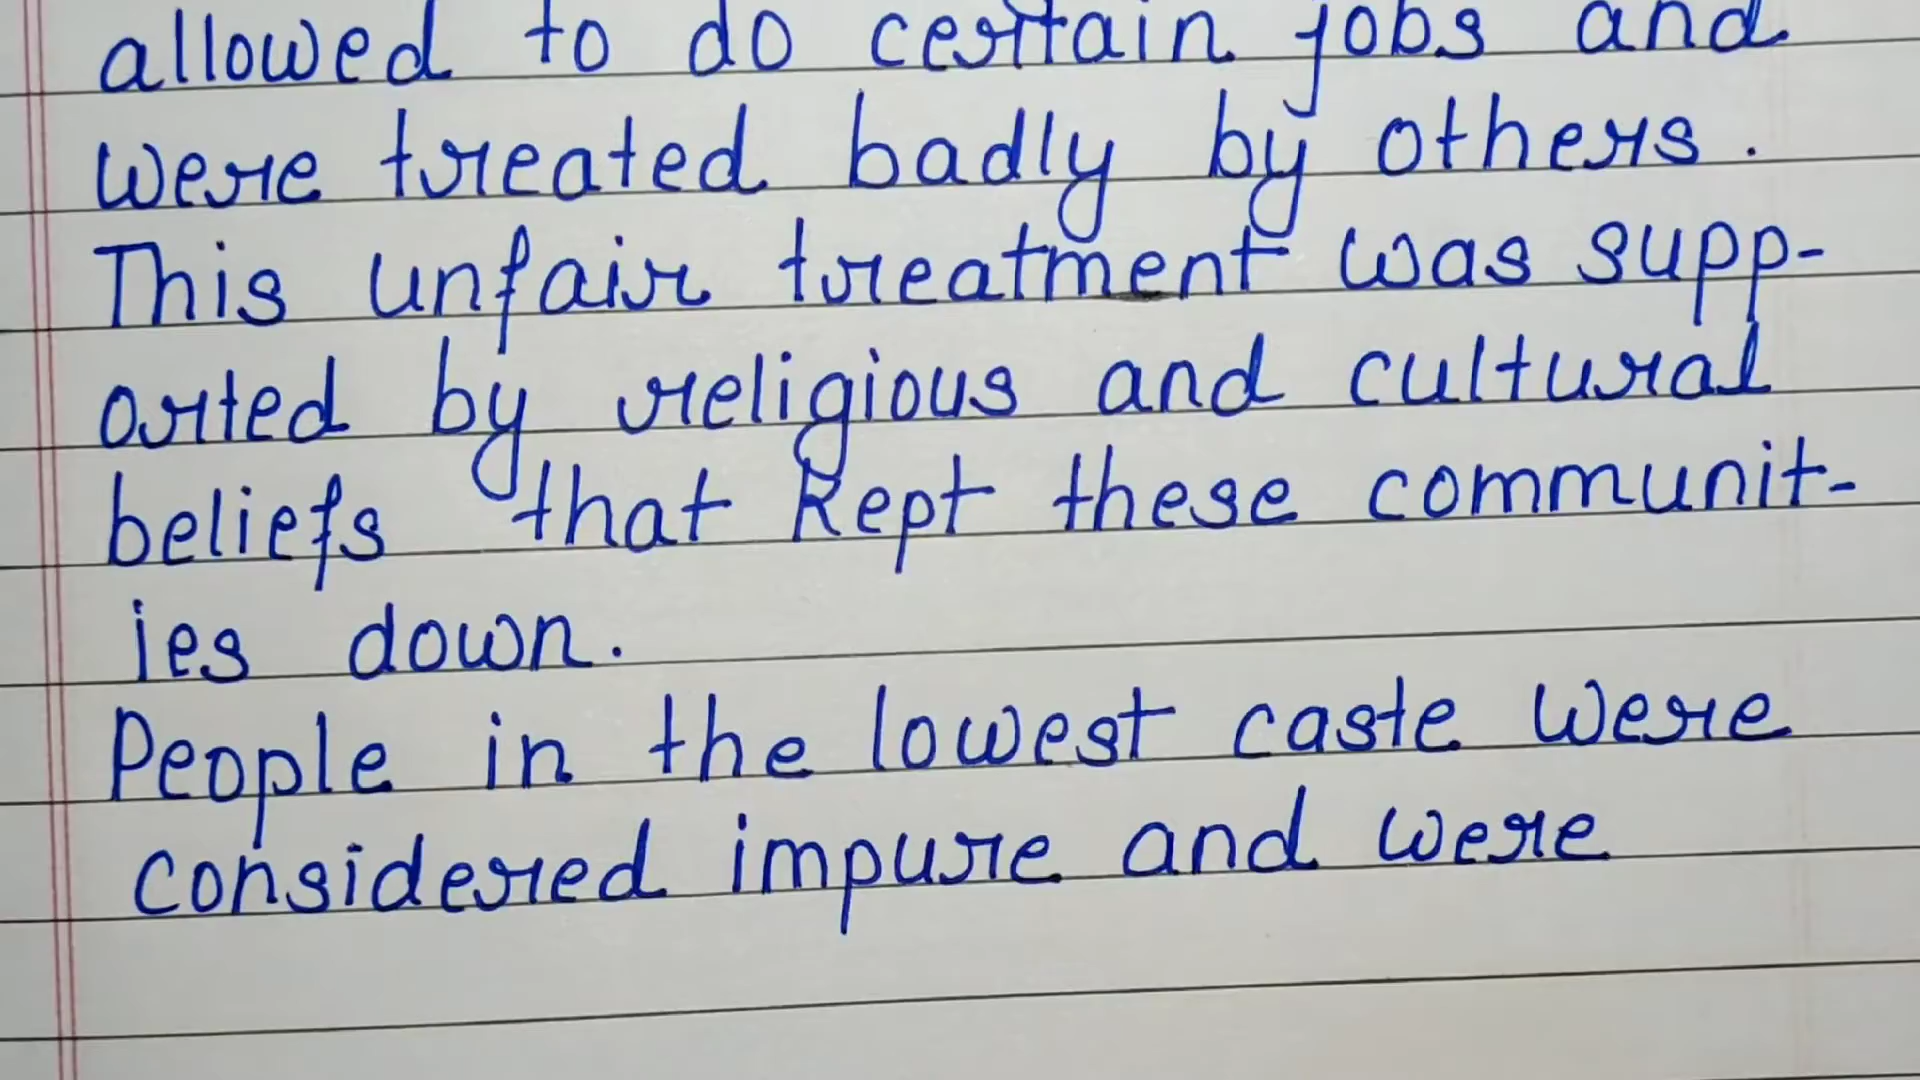 allowed to do certain jobs and
were treated badly by others.
This unfair treatment was supp-
orted by religious and cultural
beliefs that Kept these communit-
ies down.
People in the lowest caste were
considered impure and were